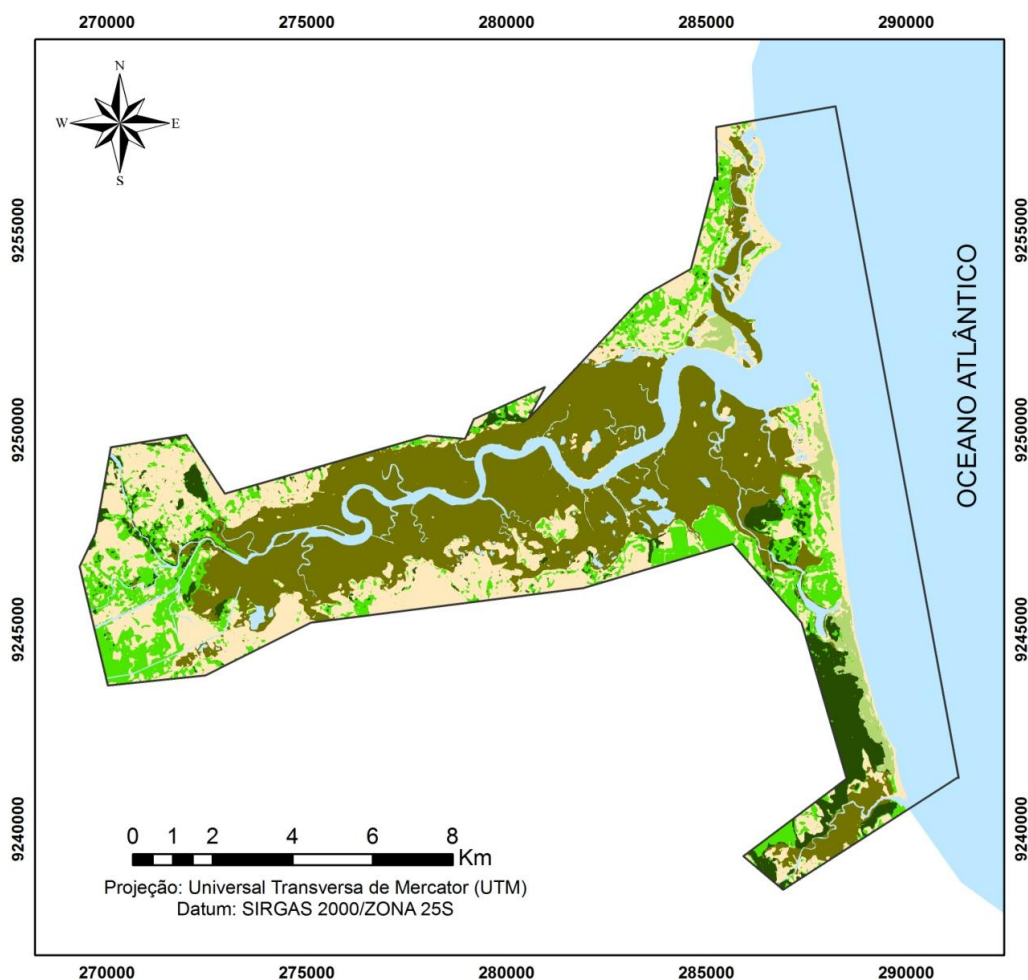 270000 275000 280000 285000 290000
N
W E
S
9255000 9255000
OCEANO ATLÂNTICO
9250000 9250000
9245000 9245000
9240000 9240000
0 1 2 4 6 8
Km
Projeção: Universal Transversa de Mercator (UTM)
Datum: SIRGAS 2000/ZONA 25S
270000 275000 280000 285000 290000